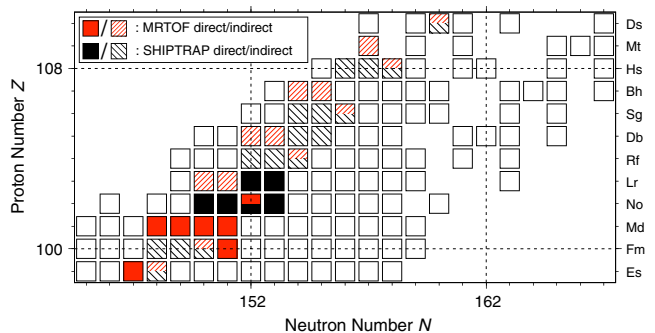 / : MRTOF direct/indirect
/ : SHIPTRAP direct/indirect
Proton Number Z
108
100
Ds
Mt
Hs
Bh
Sg
Db
Rf
Lr
No
Md
Fm
Es
152
162
Neutron Number N